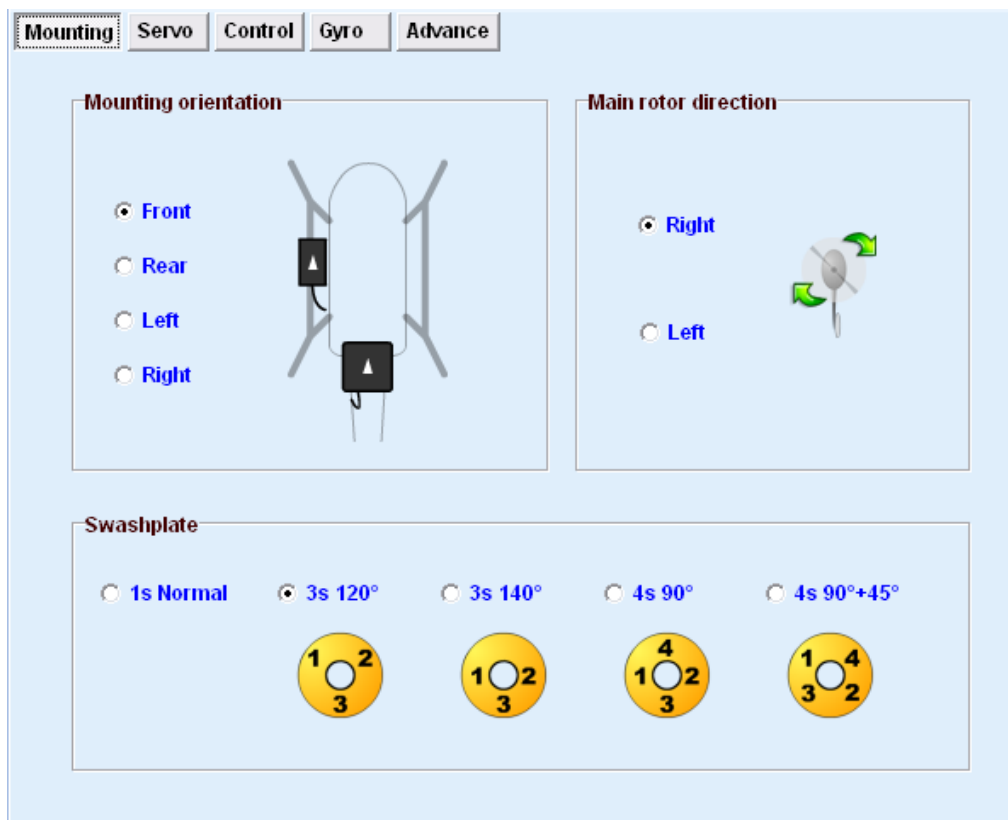 Mounting Servo Control Gyro Advance
Mounting orientation
Front
Rear
Left
Right
Main rotor direction
Right
Left
Swashplate
1s Normal 3s 120° 3s 140° 4s 90° 4s 90°+45°
1 2
3
1 2
3
4
1 2
3
1 4
3 2